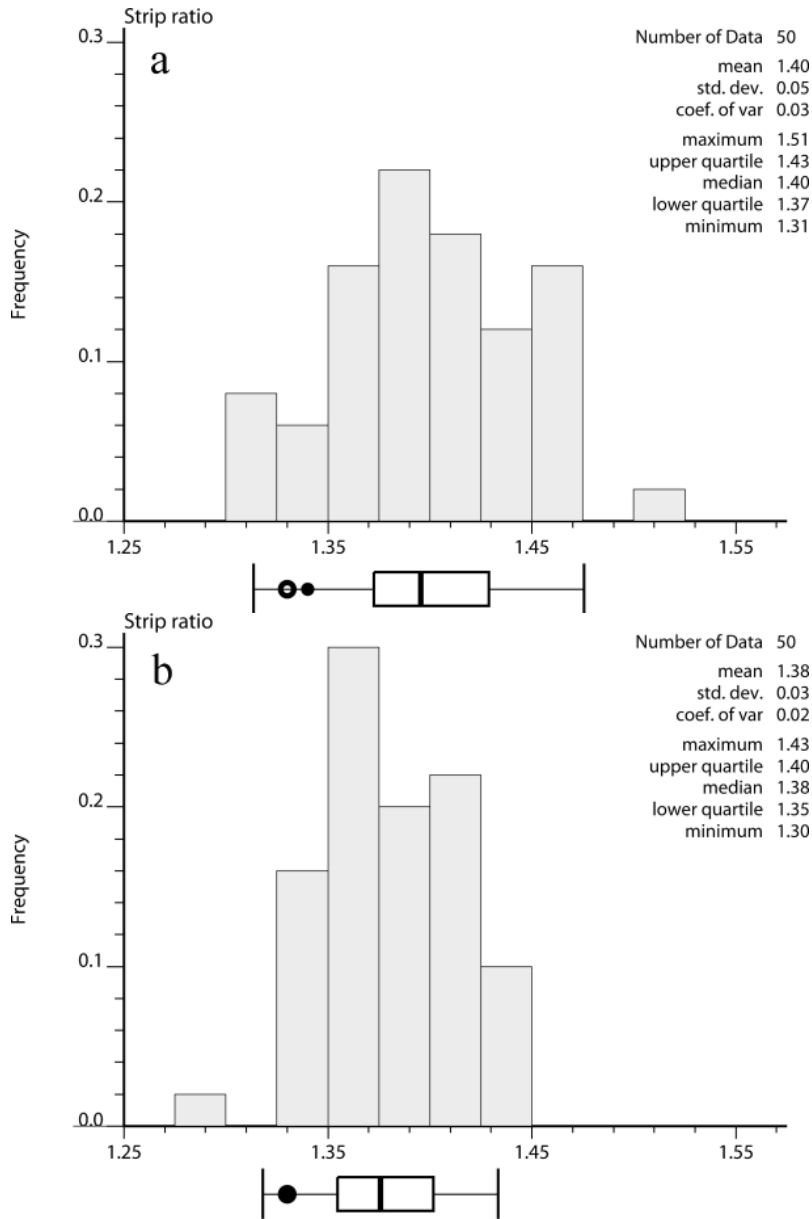 Strip ratio
0.3
a
Number of Data 50
mean 1.40
std. dev. 0.05
coef. of var 0.03
maximum 1.51
upper quartile 1.43
median 1.40
lower quartile 1.37
minimum 1.31
0.2
Frequency
0.1
0.0
1.25 1.35 1.45 1.55
Strip ratio
0.3
b
Number of Data 50
mean 1.38
std. dev. 0.03
coef. of var 0.02
maximum 1.43
upper quartile 1.40
median 1.38
lower quartile 1.35
minimum 1.30
0.2
Frequency
0.1
0.0
1.25 1.35 1.45 1.55